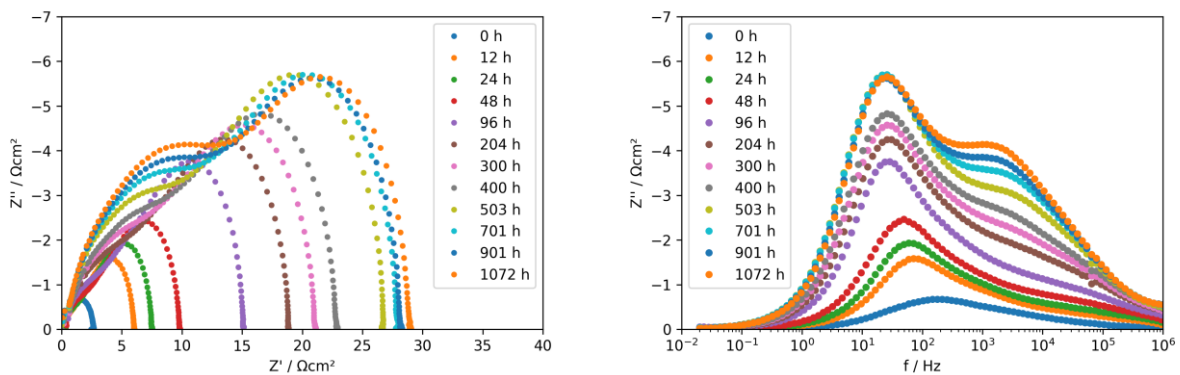 −7
−6
−5
−4
−3
−2
−1
0
Z'' / Ωcm²
0 5 10 15 20 25 30 35 40
Z' / Ωcm²
0 h
12 h
24 h
48 h
96 h
204 h
300 h
400 h
503 h
701 h
901 h
1072 h
−7
−6
−5
−4
−3
−2
−1
0
Z'' / Ωcm²
10⁻² 10⁻¹ 10⁰ 10¹ 10² 10³ 10⁴ 10⁵ 10⁶
f / Hz
0 h
12 h
24 h
48 h
96 h
204 h
300 h
400 h
503 h
701 h
901 h
1072 h